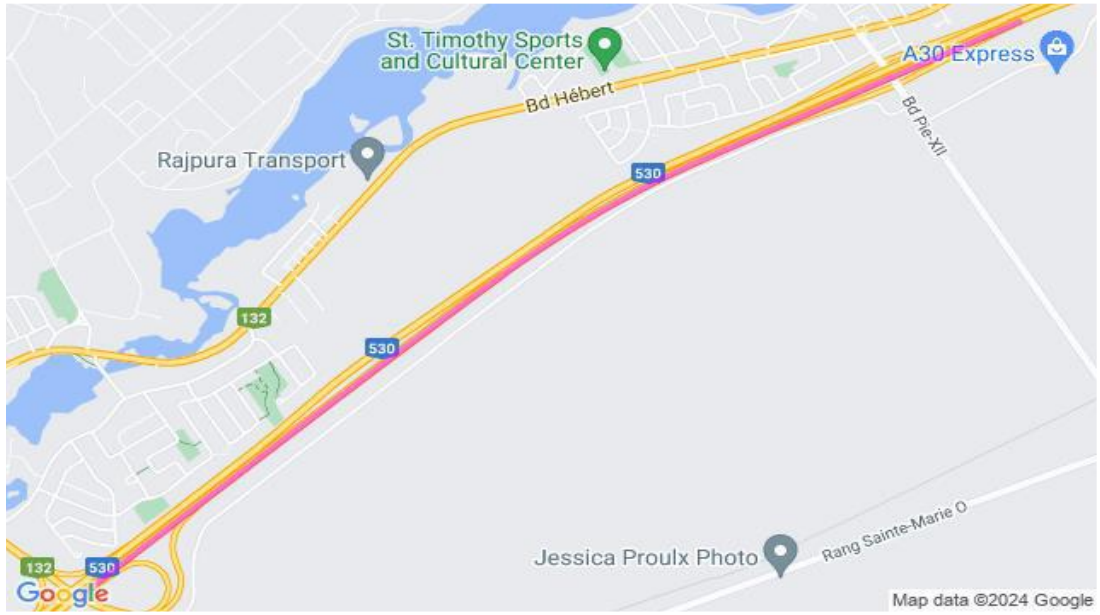 St. Timothy Sports
and Cultural Center
A30 Express
Bd Hébert
Bd Pie-XII
Rajpura Transport
530
132
530
Rang Sainte-Marie O
Jessica Proulx Photo
132
530
Google
Map data ©2024 Google